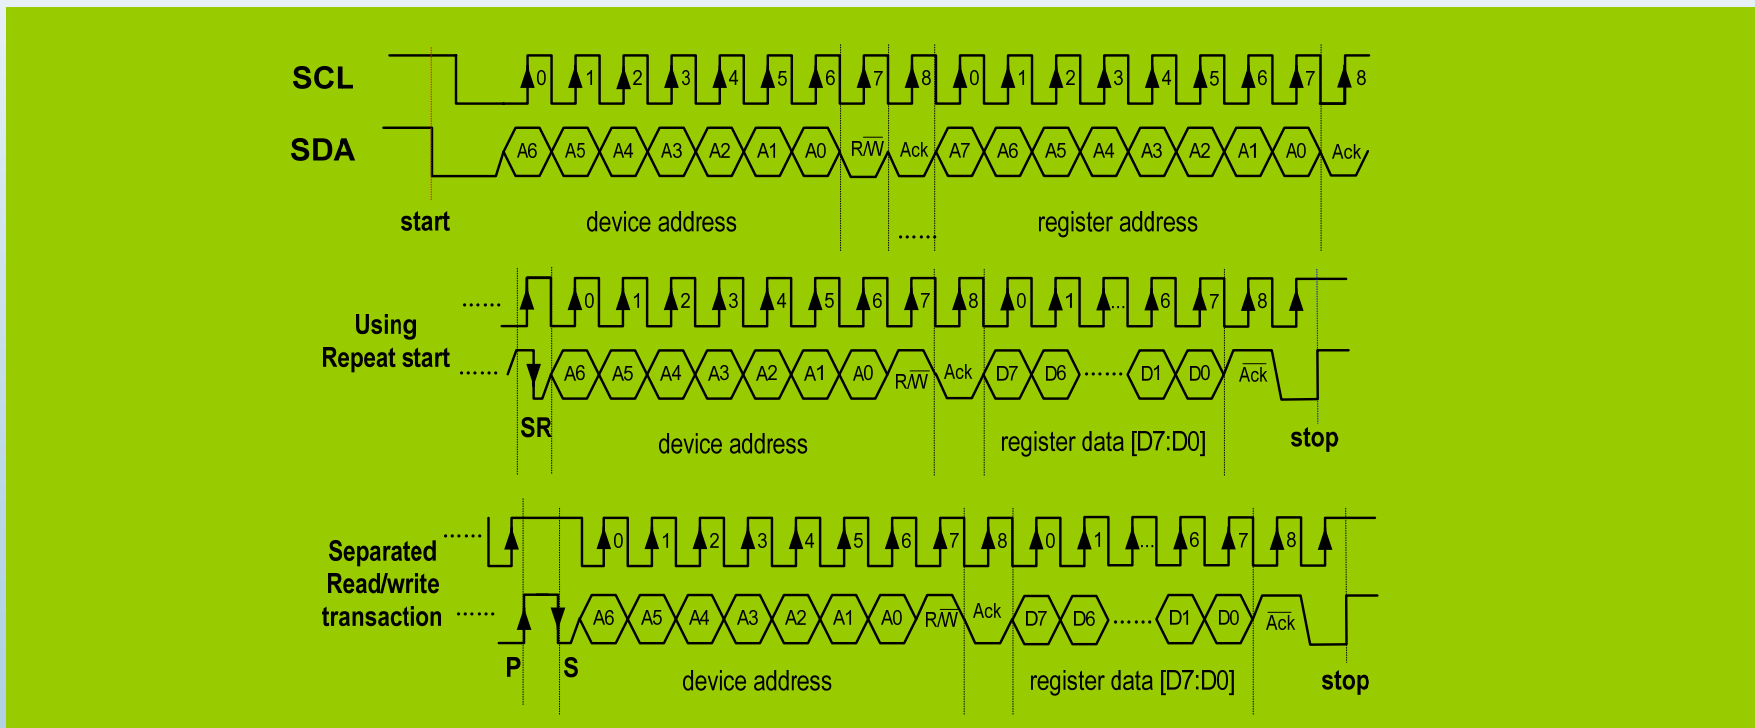 SCL 0 1 2 3 4 5 6 7 8 0 1 2 3 4 5 6 7 8
SDA A6 A5 A4 A3 A2 A1 A0 R/W̅ Ack A7 A6 A5 A4 A3 A2 A1 A0 Ack
start device address ...... register address
...... 0 1 2 3 4 5 6 7 8 0 1 ... 6 7 8
Using
Repeat start ...... A6 A5 A4 A3 A2 A1 A0 R/W̅ Ack D7 D6 ...... D1 D0 A̅c̅k̅
SR device address register data [D7:D0] stop
...... 0 1 2 3 4 5 6 7 8 0 1 ... 6 7 8
Separated
Read/write
transaction ...... A6 A5 A4 A3 A2 A1 A0 R/W̅ Ack D7 D6 ...... D1 D0 A̅c̅k̅
P S device address register data [D7:D0] stop